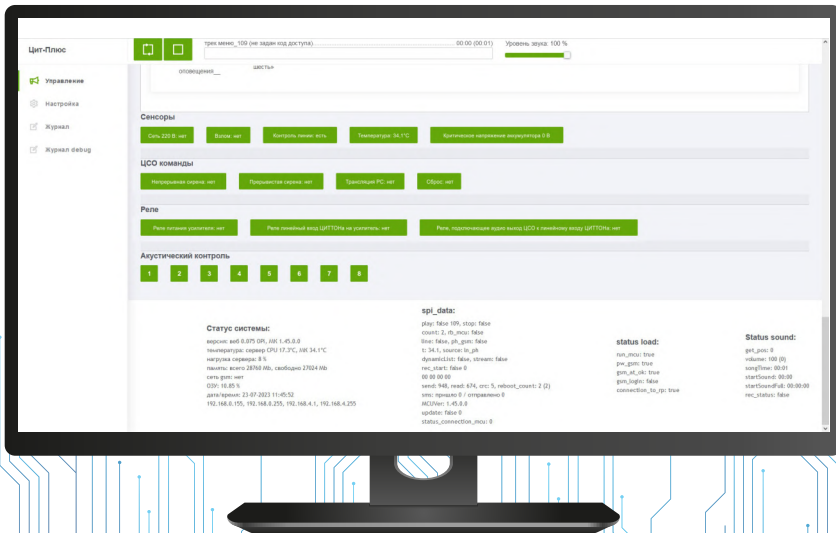 Цит-Плюс
трек меню_109 (не задан код доступа)
00:00 (00:01)
Уровень звука: 100 %
Управление
Настройка
Журнал
Журнал debug
оповещения__
шесть»
Сенсоры
Сеть 220 В: нет
Взлом: нет
Контроль линии: есть
Температура: 34.1°C
Критическое напряжение аккумулятора 0 В
ЦСО команды
Непрерывная сирена: нет
Прерывистая сирена: нет
Трансляция РС: нет
Сброс: нет
Реле
Реле питания усилителя: нет
Реле линейный вход ЦИТТОНа на усилитель: нет
Реле, подключающее аудио выход ЦСО к линейному входу ЦИТТОНа: нет
Акустический контроль
1 2 3 4 5 6 7 8
Статус системы:
версия: веб 0.075 OPI, МК 1.45.0.0
температура: сервер CPU 17.3°C, МК 34.1°C
нагрузка сервера: 8 %
память: всего 28760 Mb, свободно 27024 Mb
сеть gsm: нет
ОЗУ: 10.85 %
дата/время: 23-07-2023 11:45:52
192.168.0.155, 192.168.0.255, 192.168.4.1, 192.168.4.255
spi_data:
play: false 109, stop: false
count: 2, rb_mcu: false
line: false, ph_gsm: false
t: 34.1, source: in_ph
dynamicList: false, stream: false
rec_start: false 0
00 00 00 00
send: 948, read: 674, crc: 5, reboot_count: 2 (2)
sms: пришло 0 / отправлено 0
MCUVer: 1.45.0.0
update: false 0
status_connection_mcu: 0
status load:
run_mcu: true
pw_gsm: true
gsm_at_ok: true
gsm_login: false
connection_to_rp: true
Status sound:
get_pos: 0
volume: 100 (0)
songTime: 00:01
startSound: 00:00
startSoundFull: 00:00:00
rec_status: false